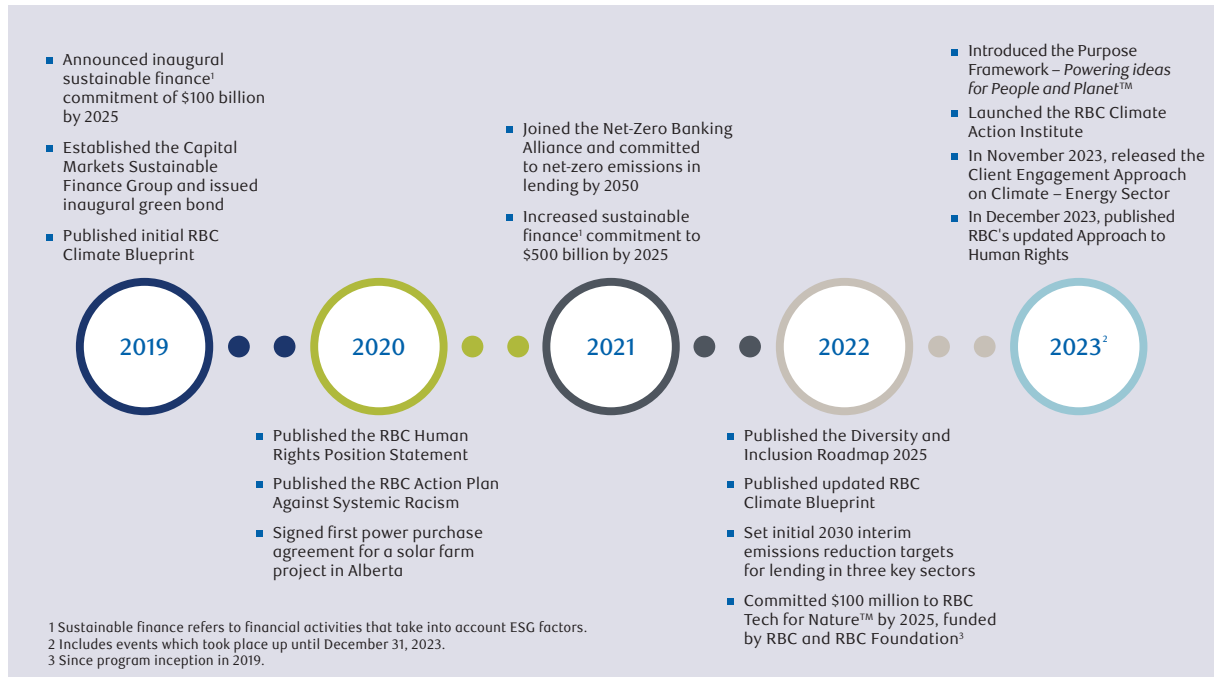 ■ Announced inaugural
sustainable finance¹
commitment of $100 billion
by 2025
■ Established the Capital
Markets Sustainable
Finance Group and issued
inaugural green bond
■ Published initial RBC
Climate Blueprint
2019
2020
■ Published the RBC Human
Rights Position Statement
■ Published the RBC Action Plan
Against Systemic Racism
■ Signed first power purchase
agreement for a solar farm
project in Alberta
■ Joined the Net-Zero Banking
Alliance and committed
to net-zero emissions in
lending by 2050
■ Increased sustainable
finance¹ commitment to
$500 billion by 2025
2021
2022
■ Published the Diversity and
Inclusion Roadmap 2025
■ Published updated RBC
Climate Blueprint
■ Set initial 2030 interim
emissions reduction targets
for lending in three key sectors
■ Committed $100 million to RBC
Tech for Nature™ by 2025, funded
by RBC and RBC Foundation³
■ Introduced the Purpose
Framework – Powering ideas
for People and Planet™
■ Launched the RBC Climate
Action Institute
■ In November 2023, released the
Client Engagement Approach
on Climate – Energy Sector
■ In December 2023, published
RBC's updated Approach to
Human Rights
2023²
1 Sustainable finance refers to financial activities that take into account ESG factors.
2 Includes events which took place up until December 31, 2023.
3 Since program inception in 2019.